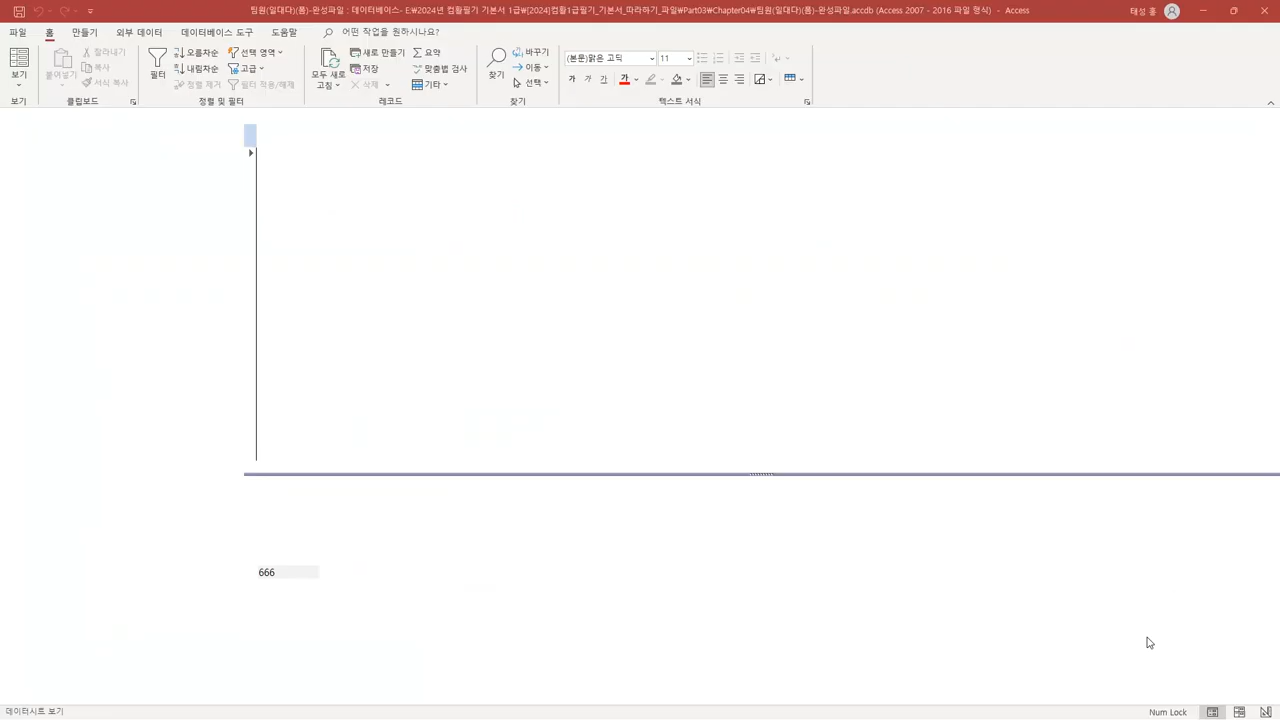 팀원(일대다)(폼)-완성파일 : 데이터베이스- E:₩2024년 컴활필기 기본서 1급₩[2024]컴활1급필기_기본서_따라하기_파일₩Part03₩Chapter04₩팀원(일대다)(폼)-완성파일.accdb (Access 2007 - 2016 파일 형식) - Access
태성 홍
파일 홈 만들기 외부 데이터 데이터베이스 도구 도움말 어떤 작업을 원하시나요?
보기
보기
붙여넣기
잘라내기
복사
서식 복사
클립보드
필터
오름차순
내림차순
정렬 제거
선택 영역
고급
필터 적용/해제
정렬 및 필터
모두 새로 고침
새로 만들기
저장
삭제
요약
맞춤법 검사
기타
레코드
찾기
바꾸기
이동
선택
찾기
(본문)맑은 고딕 11
가 가 가 가
텍스트 서식
666
데이터시트 보기
Num Lock